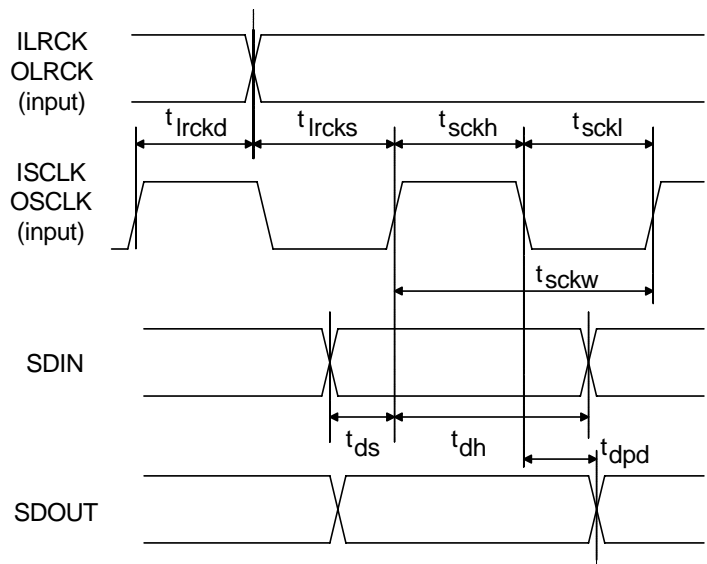 ILRCK
OLRCK
(input)
t lrckd
t lrcks
t sckh
t sckl
ISCLK
OSCLK
(input)
t sckw
SDIN
t ds
t dh
t dpd
SDOUT